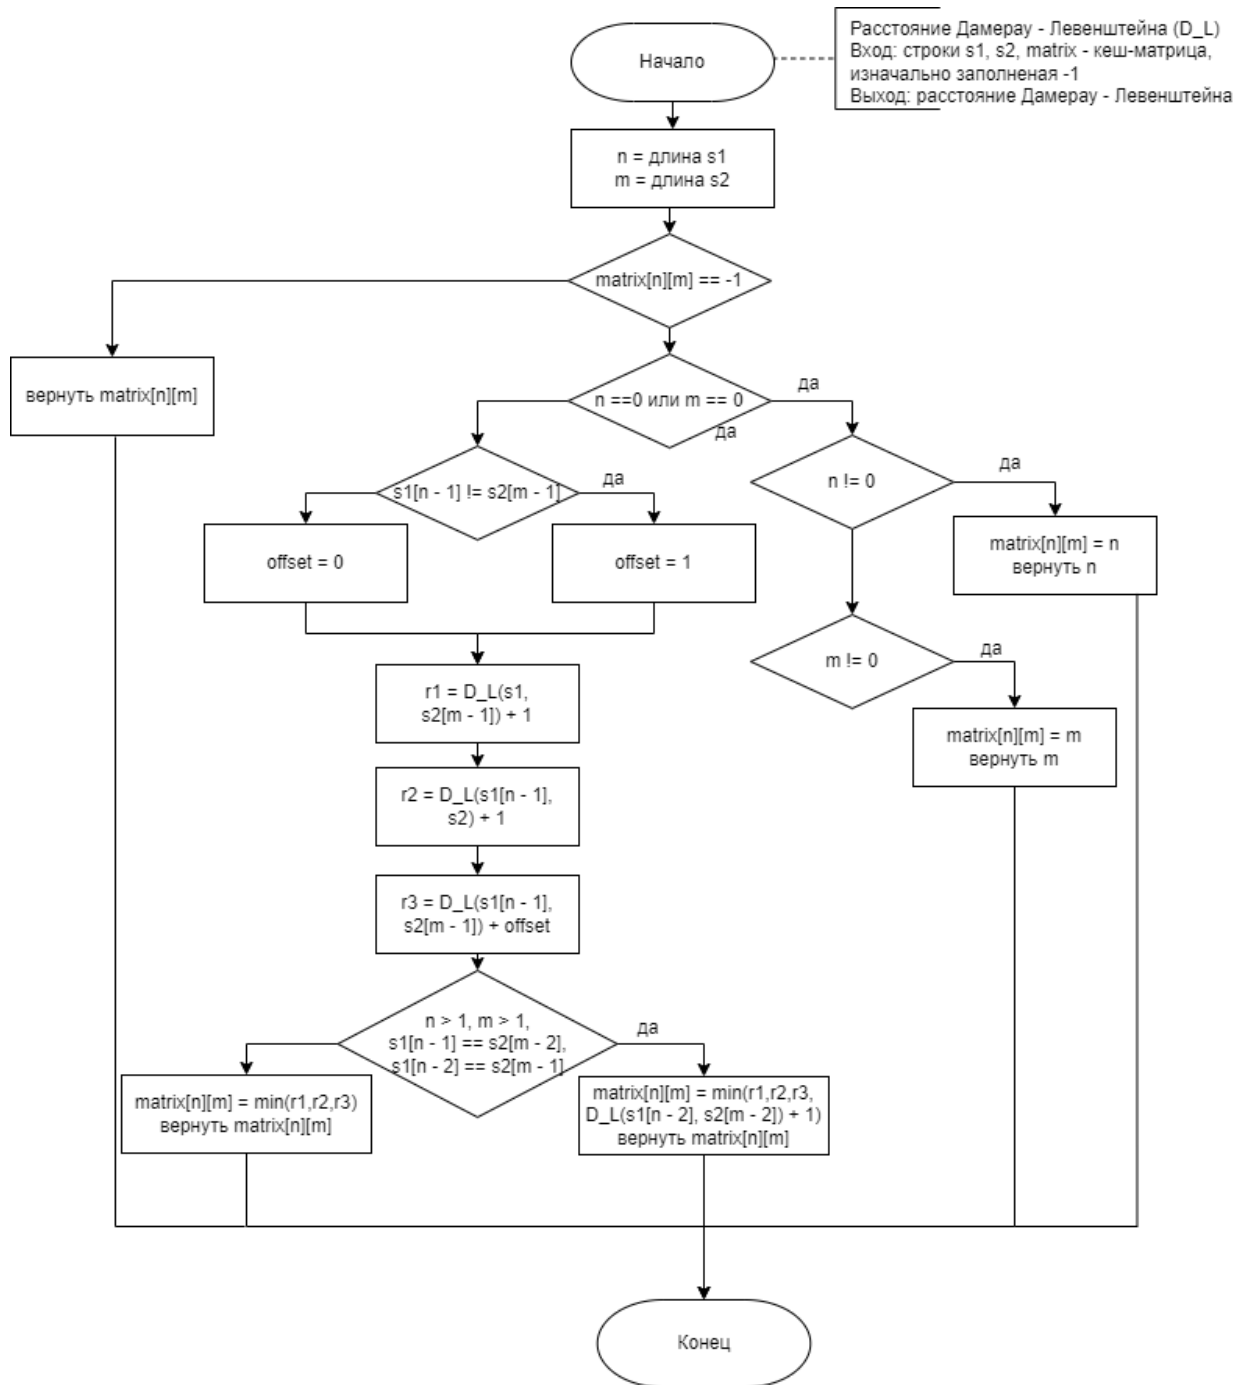 Начало
Расстояние Дамерау - Левенштейна (D_L)
Вход: строки s1, s2, matrix - кеш-матрица,
изначально заполненая -1
Выход: расстояние Дамерау - Левенштейна
n = длина s1
m = длина s2
matrix[n][m] == -1
вернуть matrix[n][m]
n ==0 или m == 0
да
да
s1[n - 1] != s2[m - 1]
да
n != 0
да
offset = 0
offset = 1
matrix[n][m] = n
вернуть n
m != 0
да
r1 = D_L(s1,
s2[m - 1]) + 1
matrix[n][m] = m
вернуть m
r2 = D_L(s1[n - 1],
s2) + 1
r3 = D_L(s1[n - 1],
s2[m - 1]) + offset
n > 1, m > 1,
s1[n - 1] == s2[m - 2],
s1[n - 2] == s2[m - 1]
да
matrix[n][m] = min(r1,r2,r3)
вернуть matrix[n][m]
matrix[n][m] = min(r1,r2,r3,
D_L(s1[n - 2], s2[m - 2]) + 1)
вернуть matrix[n][m]
Конец